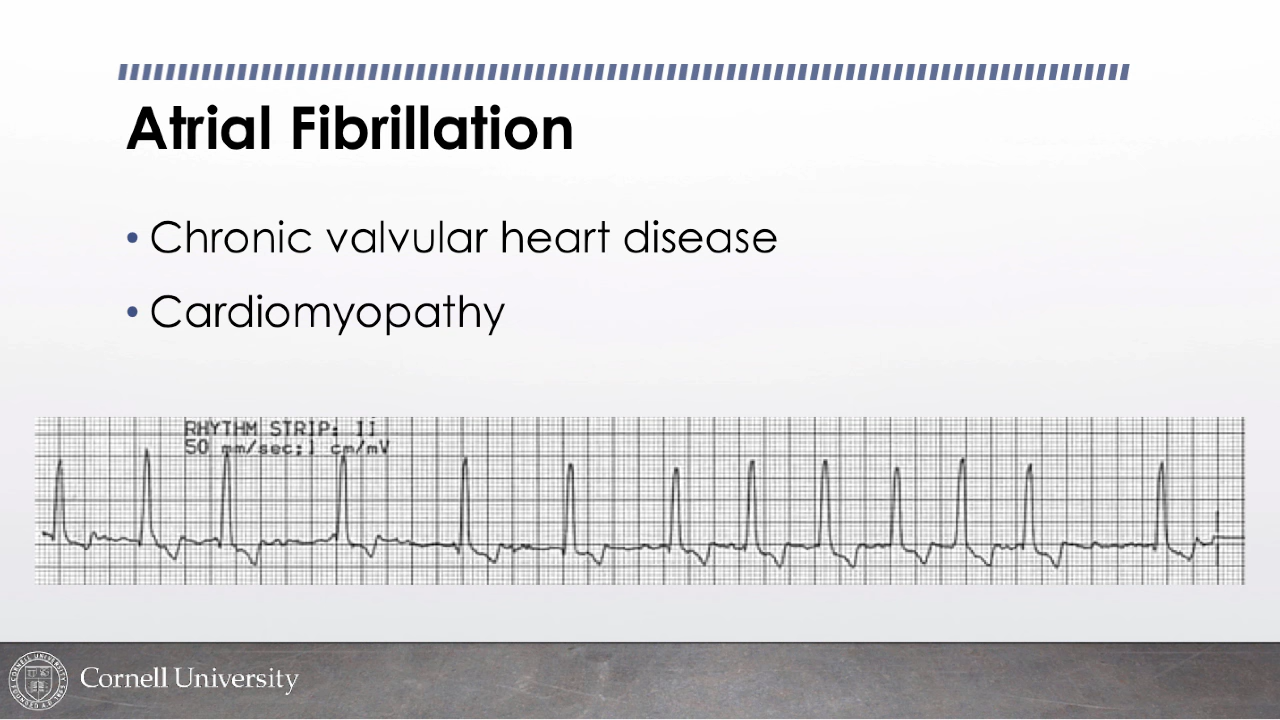 Atrial Fibrillation
• Chronic valvular heart disease
• Cardiomyopathy
RHYTHM STRIP: II
50 mm/sec;1 cm/mV
Cornell University